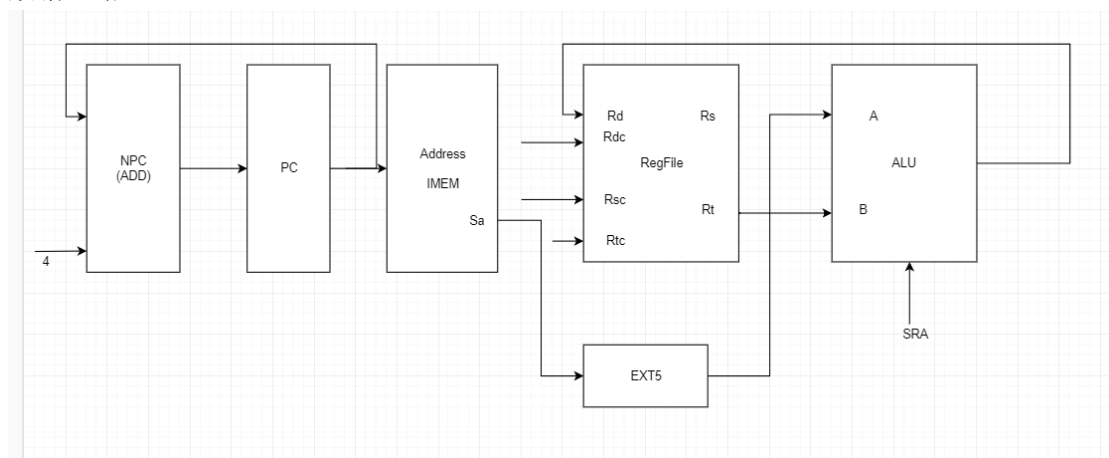 NPC
(ADD)
4
PC
Address
IMEM
Sa
Rd
Rs
Rdc
RegFile
Rsc
Rt
Rtc
A
ALU
B
SRA
EXT5